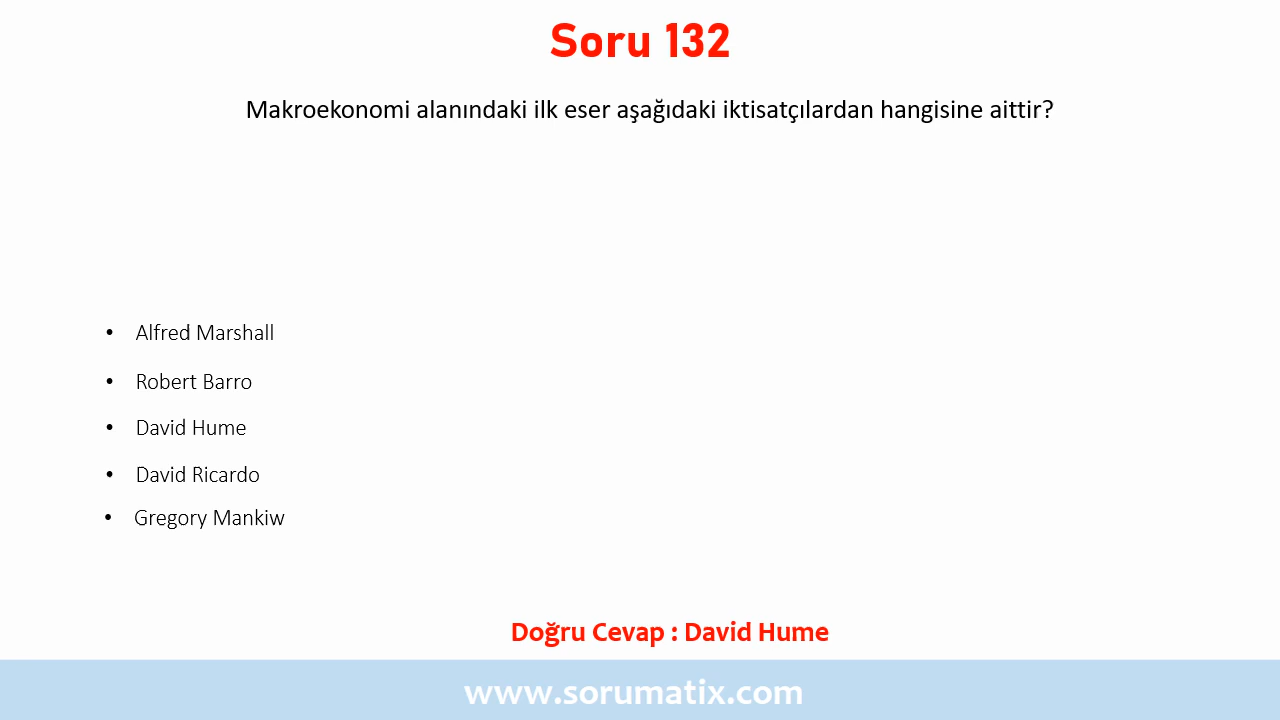 Soru 132
Makroekonomi alanındaki ilk eser aşağıdaki iktisatçılardan hangisine aittir?
• Alfred Marshall
• Robert Barro
• David Hume
• David Ricardo
• Gregory Mankiw
Doğru Cevap : David Hume
www.sorumatix.com